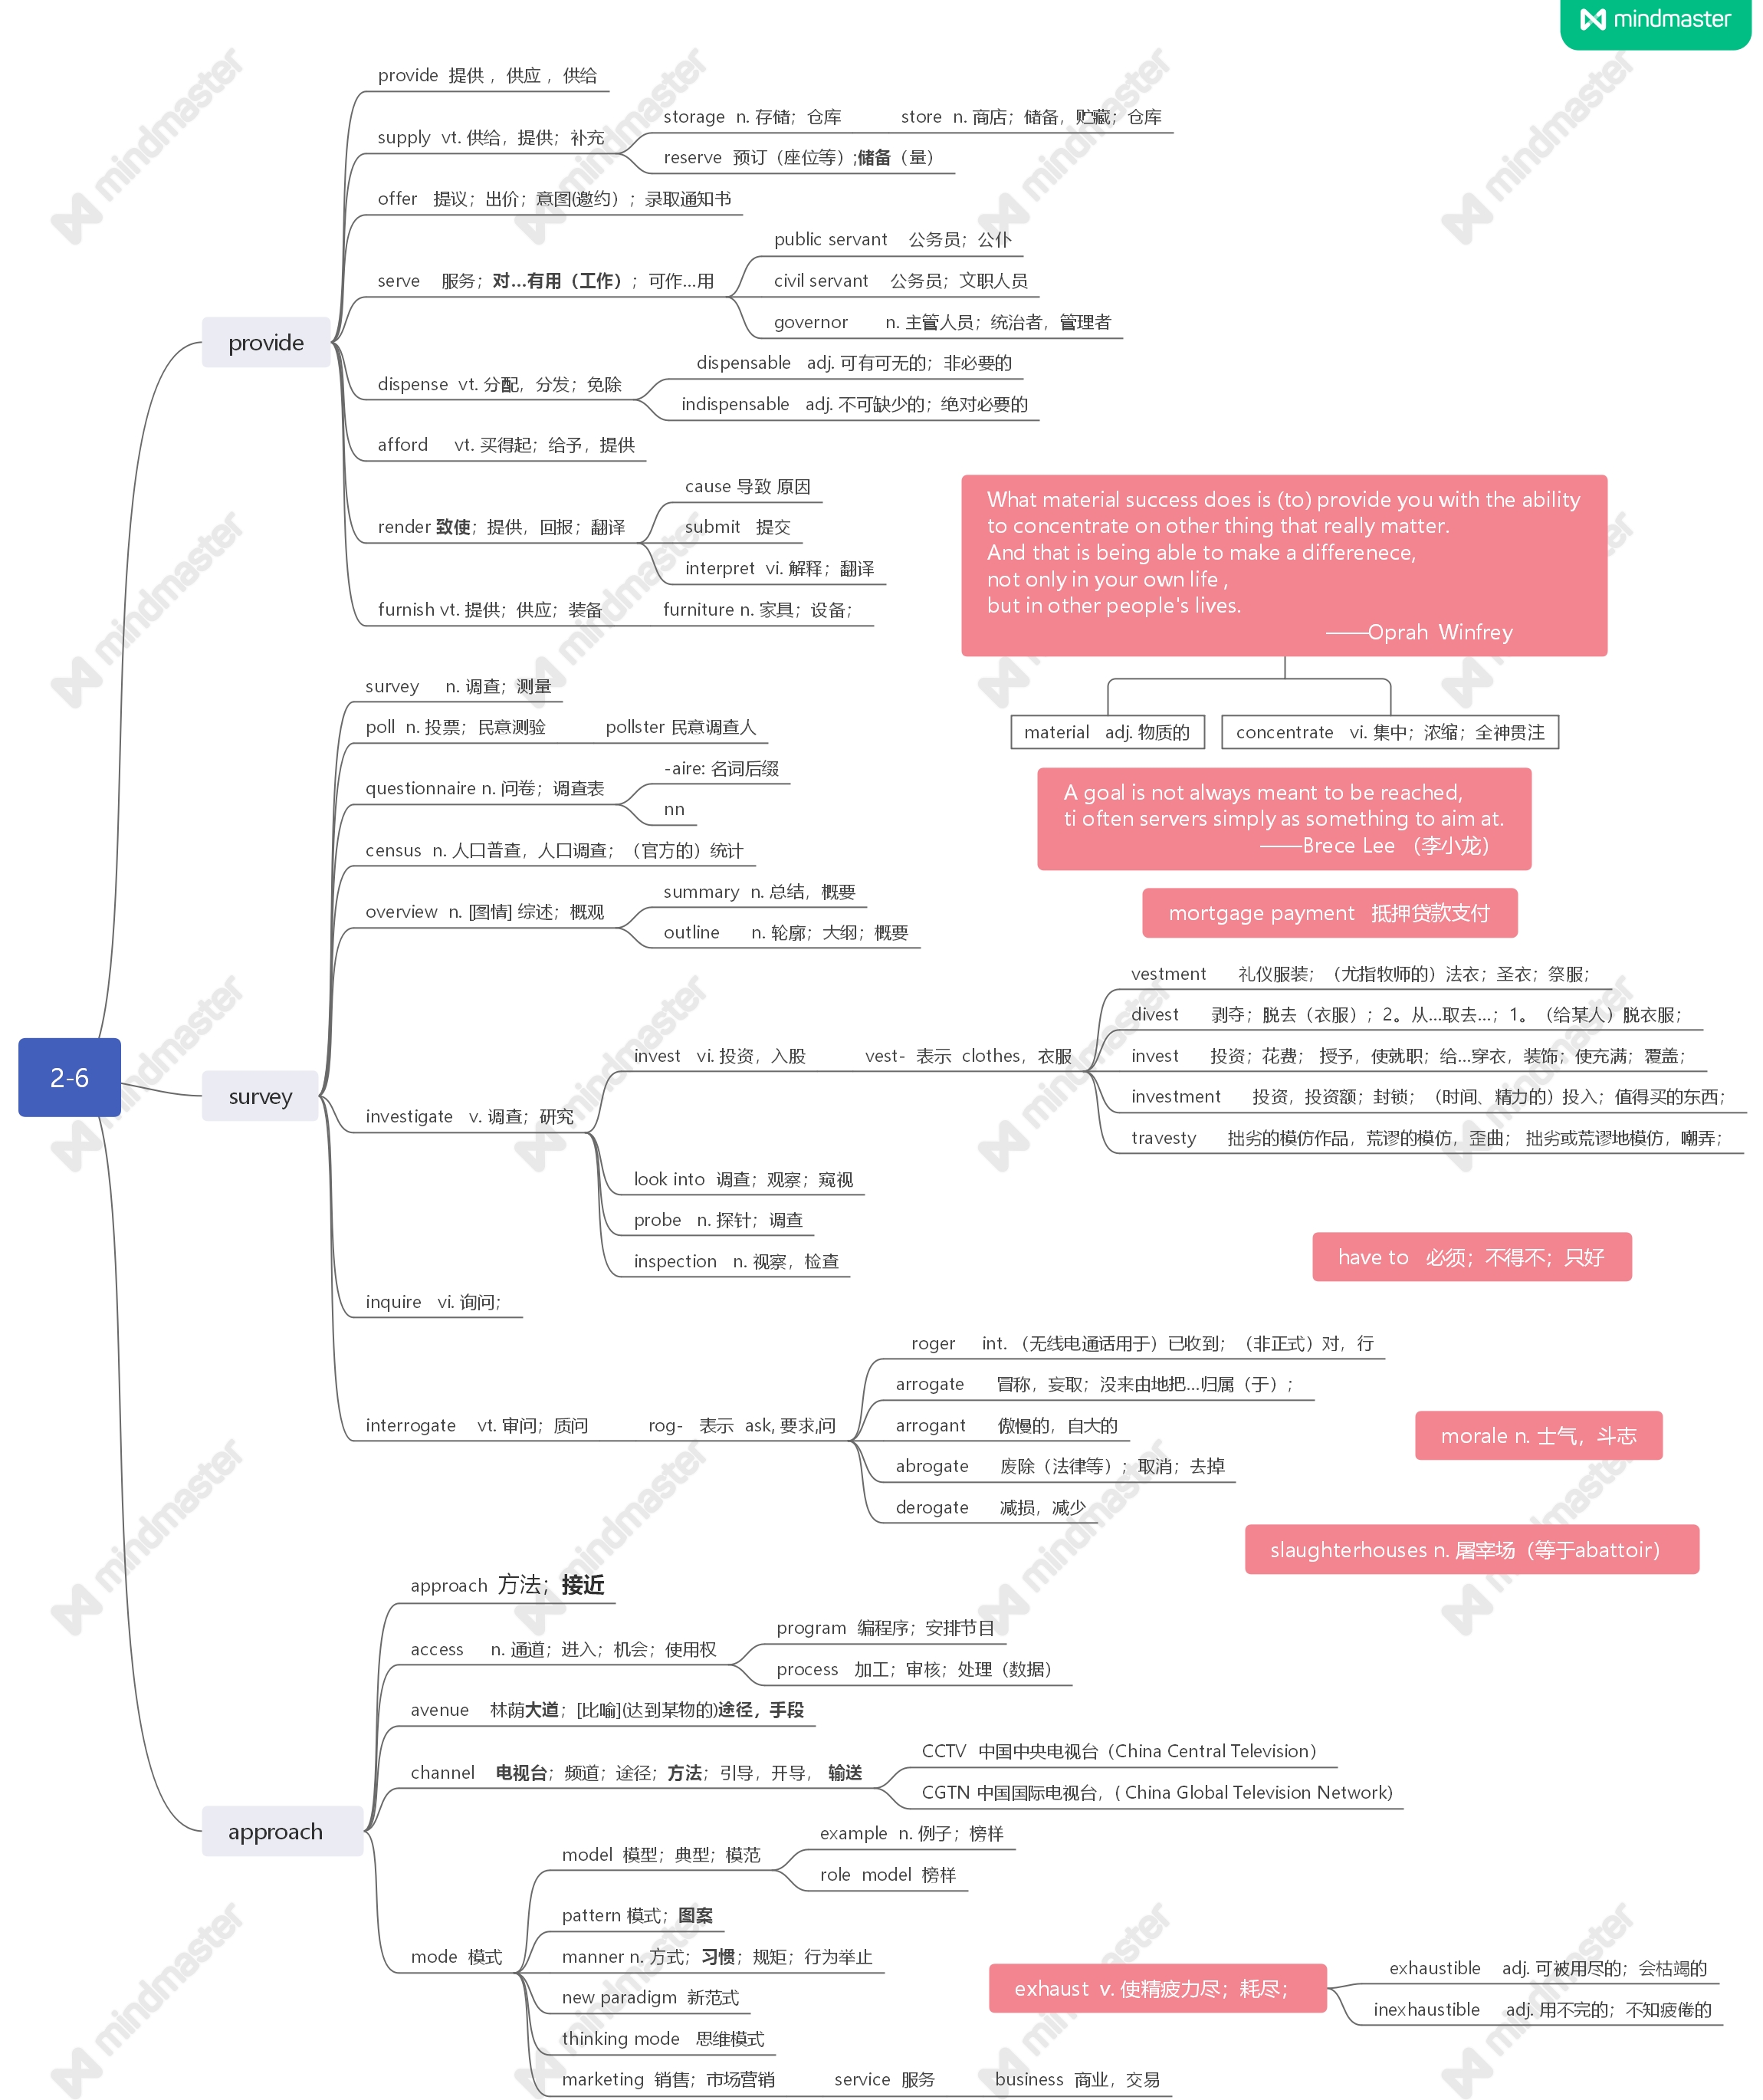 mindmaster
2-6
provide
provide 提供 ，供应 ，供给
supply vt. 供给，提供；补充
storage n. 存储；仓库
store n. 商店；储备，贮藏；仓库
reserve 预订（座位等）;储备（量）
offer 提议；出价；意图(邀约）；录取通知书
serve 服务；对...有用（工作）；可作...用
public servant 公务员；公仆
civil servant 公务员；文职人员
governor n. 主管人员；统治者，管理者
dispense vt. 分配，分发；免除
dispensable adj. 可有可无的；非必要的
indispensable adj. 不可缺少的；绝对必要的
afford vt. 买得起；给予，提供
render 致使；提供，回报；翻译
cause 导致 原因
submit 提交
interpret vi. 解释；翻译
furnish vt. 提供；供应；装备
furniture n. 家具；设备；
What material success does is (to) provide you with the ability
to concentrate on other thing that really matter.
And that is being able to make a differenece,
not only in your own life ,
but in other people's lives.
——Oprah Winfrey
material adj. 物质的
concentrate vi. 集中；浓缩；全神贯注
A goal is not always meant to be reached,
ti often servers simply as something to aim at.
——Brece Lee （李小龙）
mortgage payment 抵押贷款支付
survey
survey n. 调查；测量
poll n. 投票；民意测验
pollster 民意调查人
questionnaire n. 问卷；调查表
-aire: 名词后缀
nn
census n. 人口普查，人口调查；（官方的）统计
overview n. [图情] 综述；概观
summary n. 总结，概要
outline n. 轮廓；大纲；概要
investigate v. 调查；研究
invest vi. 投资，入股
vest- 表示 clothes，衣服
vestment 礼仪服装；（尤指牧师的）法衣；圣衣；祭服；
divest 剥夺；脱去（衣服）；2。从...取去...；1。（给某人）脱衣服；
invest 投资；花费； 授予，使就职；给...穿衣，装饰；使充满；覆盖；
investment 投资，投资额；封锁；（时间、精力的）投入；值得买的东西；
travesty 拙劣的模仿作品，荒谬的模仿，歪曲； 拙劣或荒谬地模仿，嘲弄；
look into 调查；观察；窥视
probe n. 探针；调查
inspection n. 视察，检查
have to 必须；不得不；只好
inquire vi. 询问；
interrogate vt. 审问；质问
rog- 表示 ask, 要求,问
roger int.（无线电通话用于）已收到；（非正式）对，行
arrogate 冒称，妄取；没来由地把...归属（于）；
arrogant 傲慢的，自大的
abrogate 废除（法律等）；取消；去掉
derogate 减损，减少
morale n. 士气，斗志
slaughterhouses n. 屠宰场（等于abattoir）
approach
approach 方法；接近
access n. 通道；进入；机会；使用权
program 编程序；安排节目
process 加工；审核；处理（数据）
avenue 林荫大道；[比喻](达到某物的)途径，手段
channel 电视台；频道；途径；方法；引导，开导， 输送
CCTV 中国中央电视台（China Central Television）
CGTN 中国国际电视台，( China Global Television Network)
mode 模式
model 模型；典型；模范
example n. 例子；榜样
role model 榜样
pattern 模式；图案
manner n. 方式；习惯；规矩；行为举止
new paradigm 新范式
thinking mode 思维模式
marketing 销售；市场营销
service 服务
business 商业，交易
exhaust v. 使精疲力尽；耗尽；
exhaustible adj. 可被用尽的；会枯竭的
inexhaustible adj. 用不完的；不知疲倦的